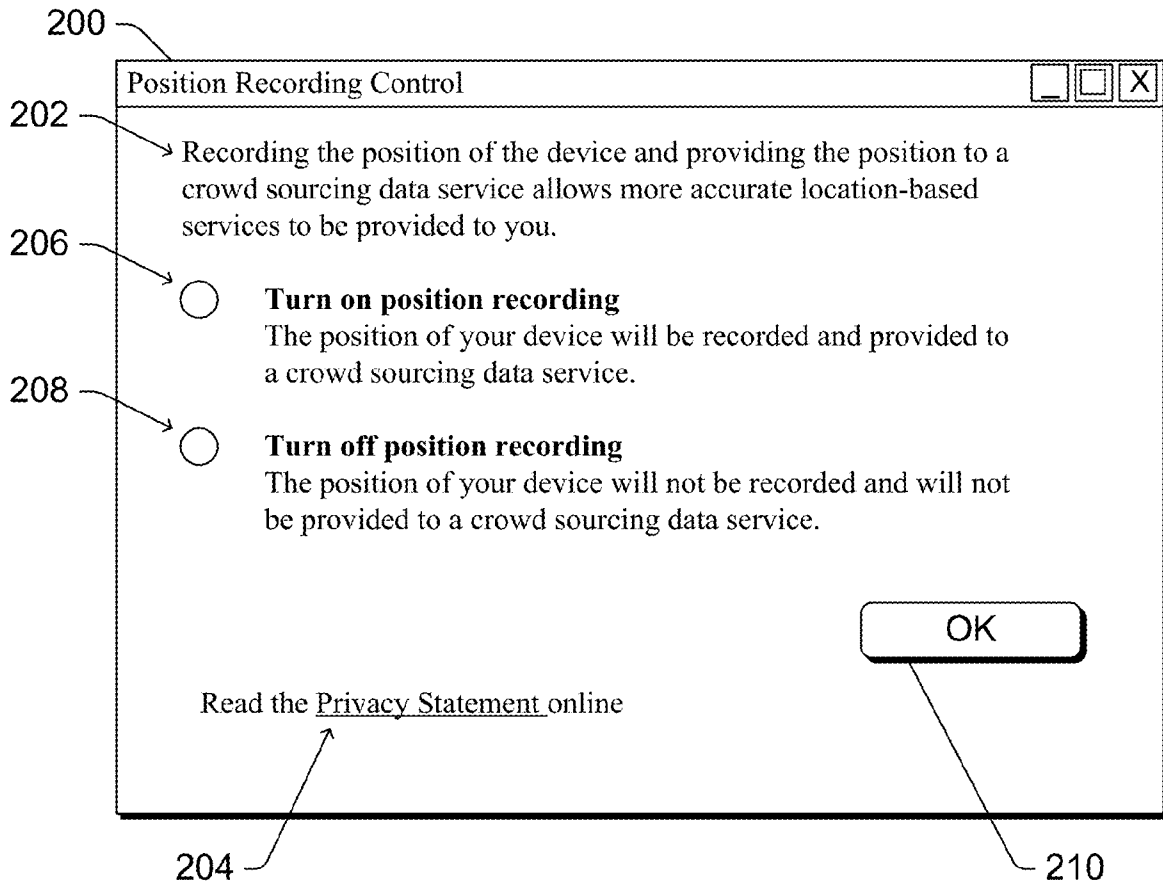 200
Position Recording Control
_ X
202
Recording the position of the device and providing the position to a
crowd sourcing data service allows more accurate location-based
services to be provided to you.
206
Turn on position recording
The position of your device will be recorded and provided to
a crowd sourcing data service.
208
Turn off position recording
The position of your device will not be recorded and will not
be provided to a crowd sourcing data service.
OK
Read the Privacy Statement online
204
210